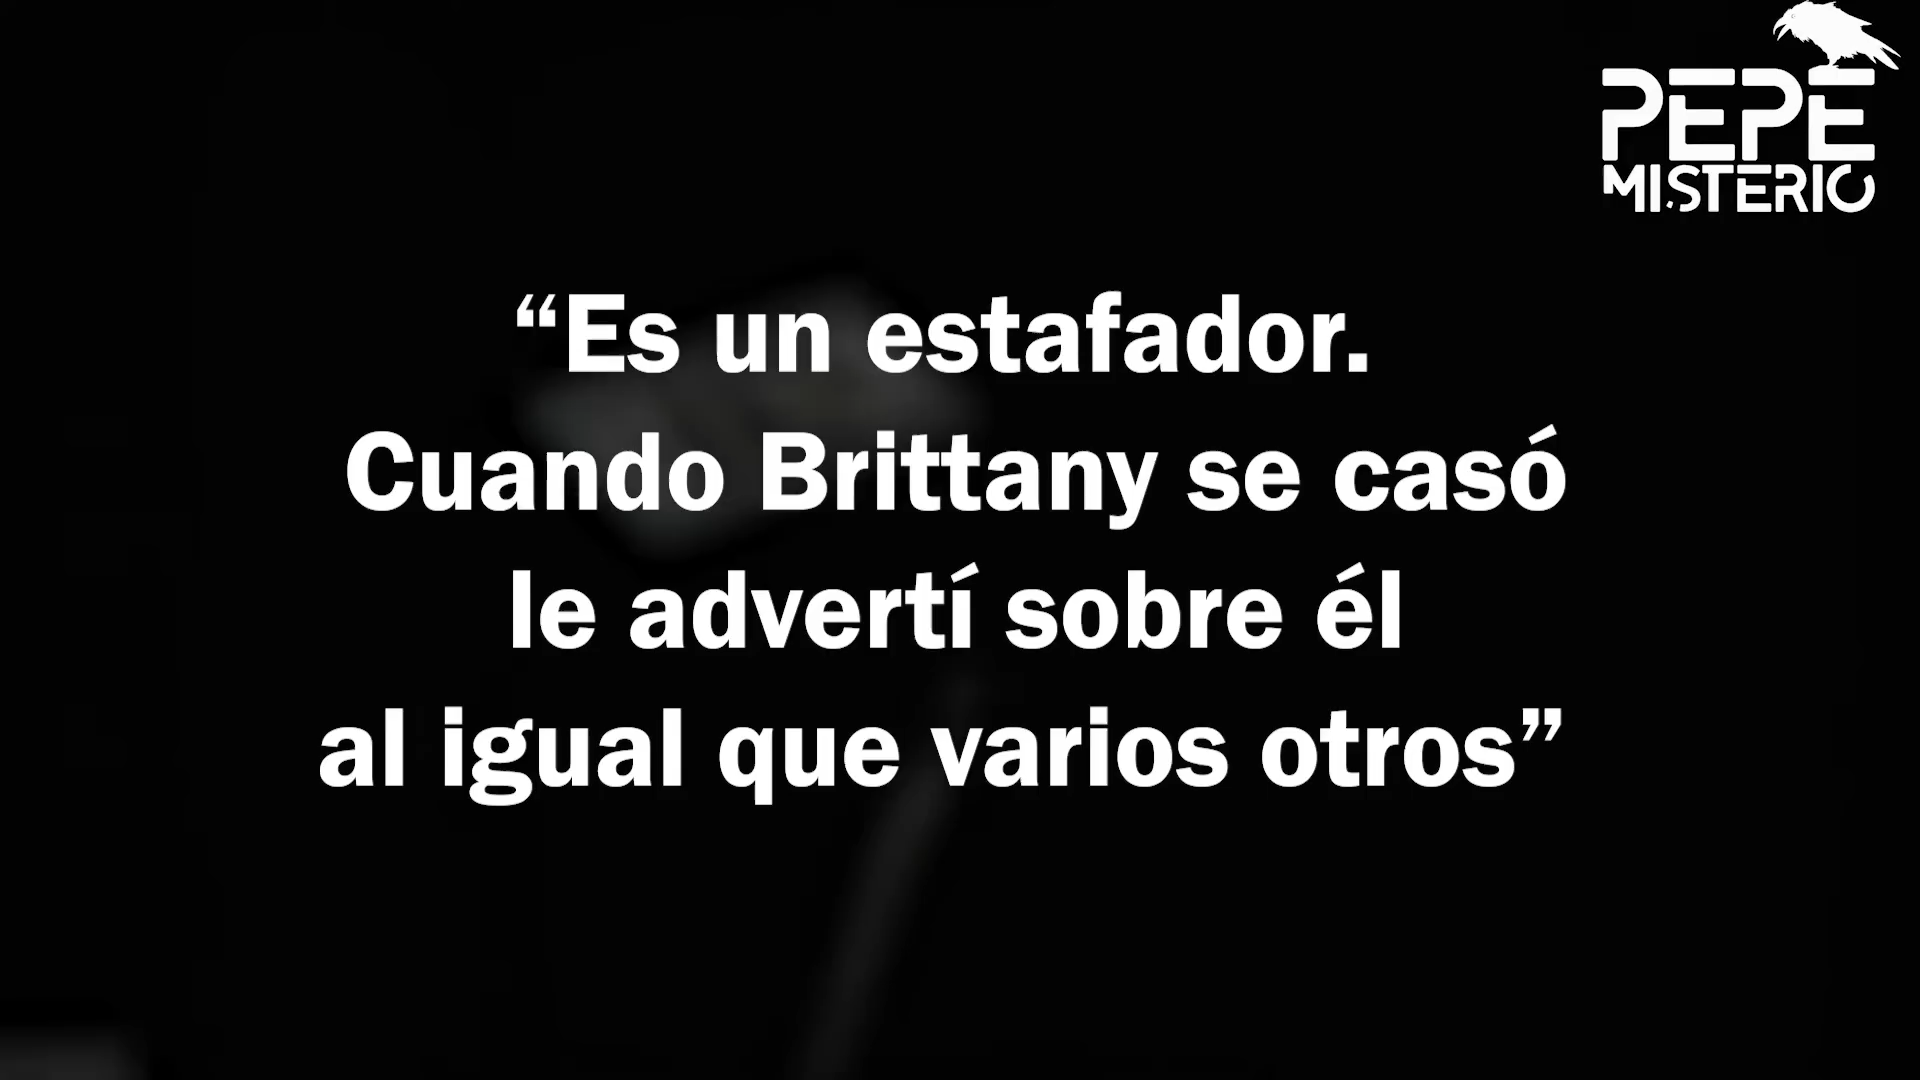 PEPE
MISTERIO
“Es un estafador.
Cuando Brittany se casó
le advertí sobre él
al igual que varios otros”